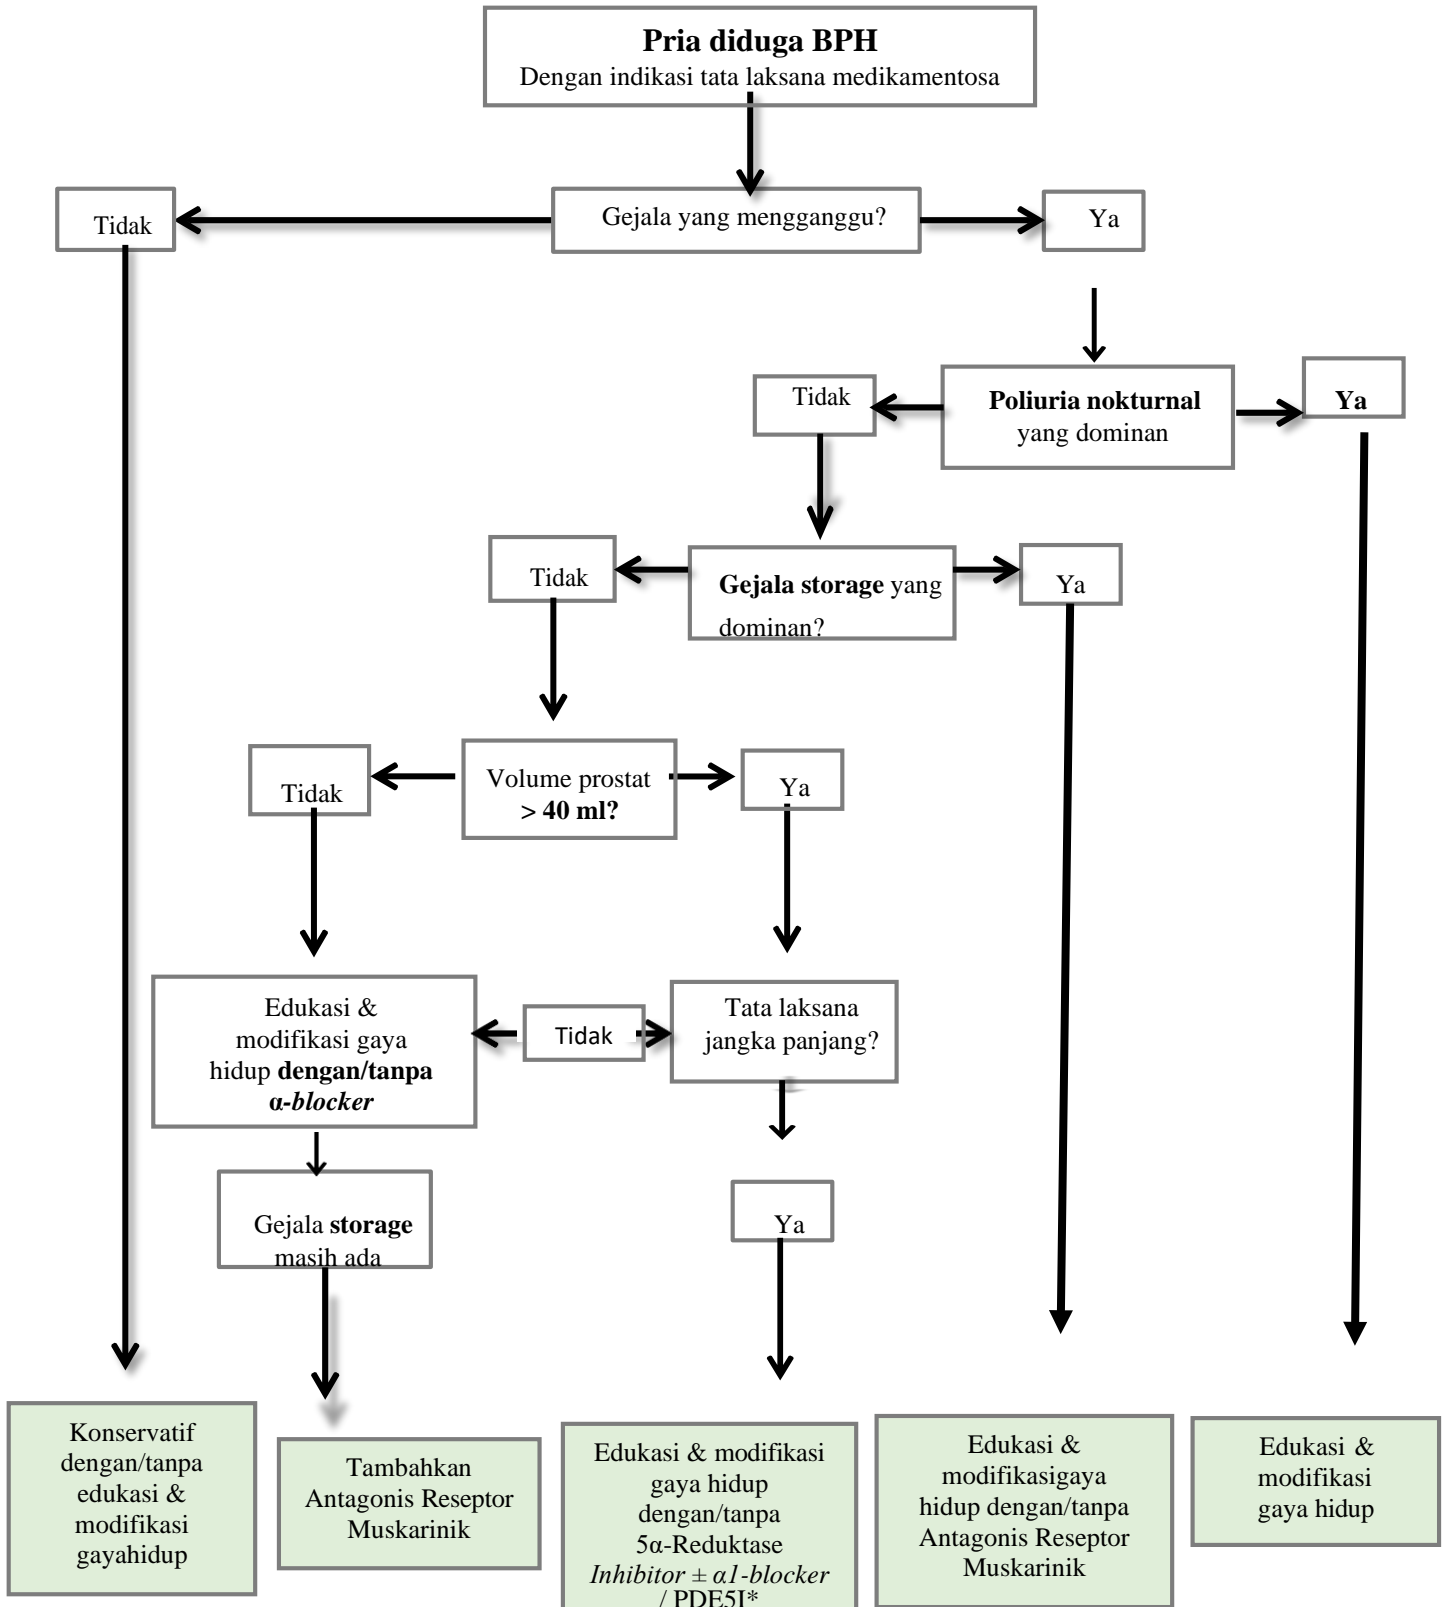 Pria diduga BPH
Dengan indikasi tata laksana medikamentosa
Tidak
Gejala yang mengganggu?
Ya
Tidak
Poliuria nokturnal
yang dominan
Ya
Tidak
Gejala storage yang
dominan?
Ya
Tidak
Volume prostat
> 40 ml?
Ya
Edukasi &
modifikasi gaya
hidup dengan/tanpa
α-blocker
Tidak
Tata laksana
jangka panjang?
Gejala storage
masih ada
Ya
Konservatif
dengan/tanpa
edukasi &
modifikasi
gayahidup
Tambahkan
Antagonis Reseptor
Muskarinik
Edukasi & modifikasi
gaya hidup
dengan/tanpa
5α-Reduktase
Inhibitor ± α1-blocker
/ PDE5I*
Edukasi &
modifikasigaya
hidup dengan/tanpa
Antagonis Reseptor
Muskarinik
Edukasi &
modifikasi
gaya hidup